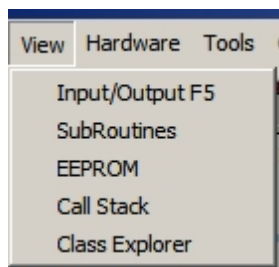 View Hardware Tools
Input/Output F5
SubRoutines
EEPROM
Call Stack
Class Explorer